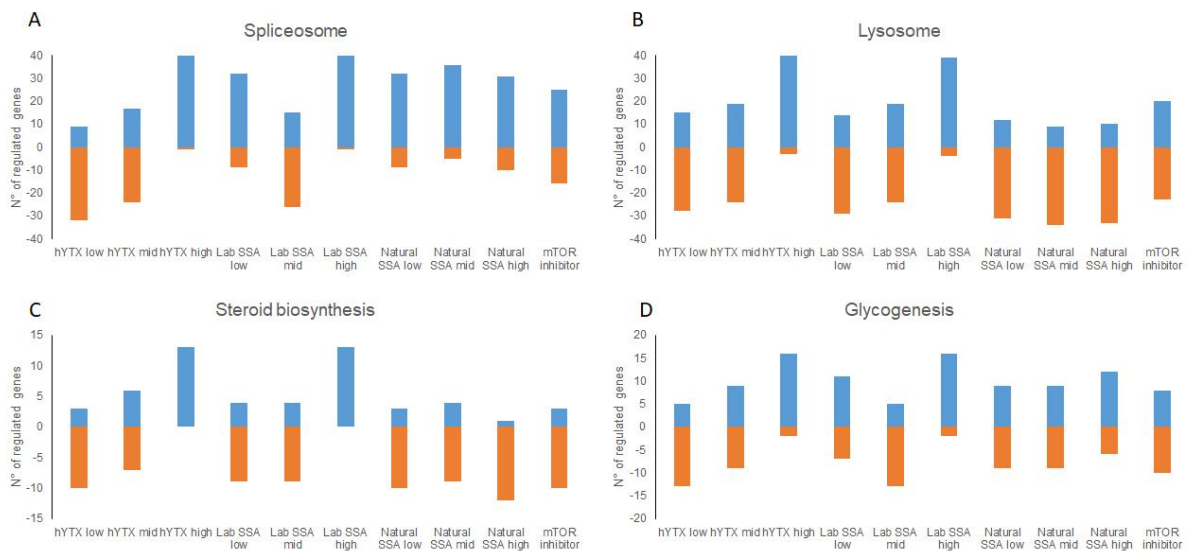 A
Spliceosome
N° of regulated genes
40
30
20
10
0
-10
-20
-30
-40
hYTX low hYTX mid hYTX high Lab SSA Lab SSA Lab SSA Natural Natural Natural mTOR
low mid high SSA low SSA mid SSA high inhibitor
B
Lysosome
N° of regulated genes
40
30
20
10
0
-10
-20
-30
-40
hYTX low hYTX mid hYTX high Lab SSA Lab SSA Lab SSA Natural Natural Natural mTOR
low mid high SSA low SSA mid SSA high inhibitor
C
Steroid biosynthesis
N° of regulated genes
15
10
5
0
-5
-10
-15
hYTX low hYTX mid hYTX high Lab SSA Lab SSA Lab SSA Natural Natural Natural mTOR
low mid high SSA low SSA mid SSA high inhibitor
D
Glycogenesis
N° of regulated genes
20
15
10
5
0
-5
-10
-15
-20
hYTX low hYTX mid hYTX high Lab SSA Lab SSA Lab SSA Natural Natural Natural mTOR
low mid high SSA low SSA mid SSA high inhibitor